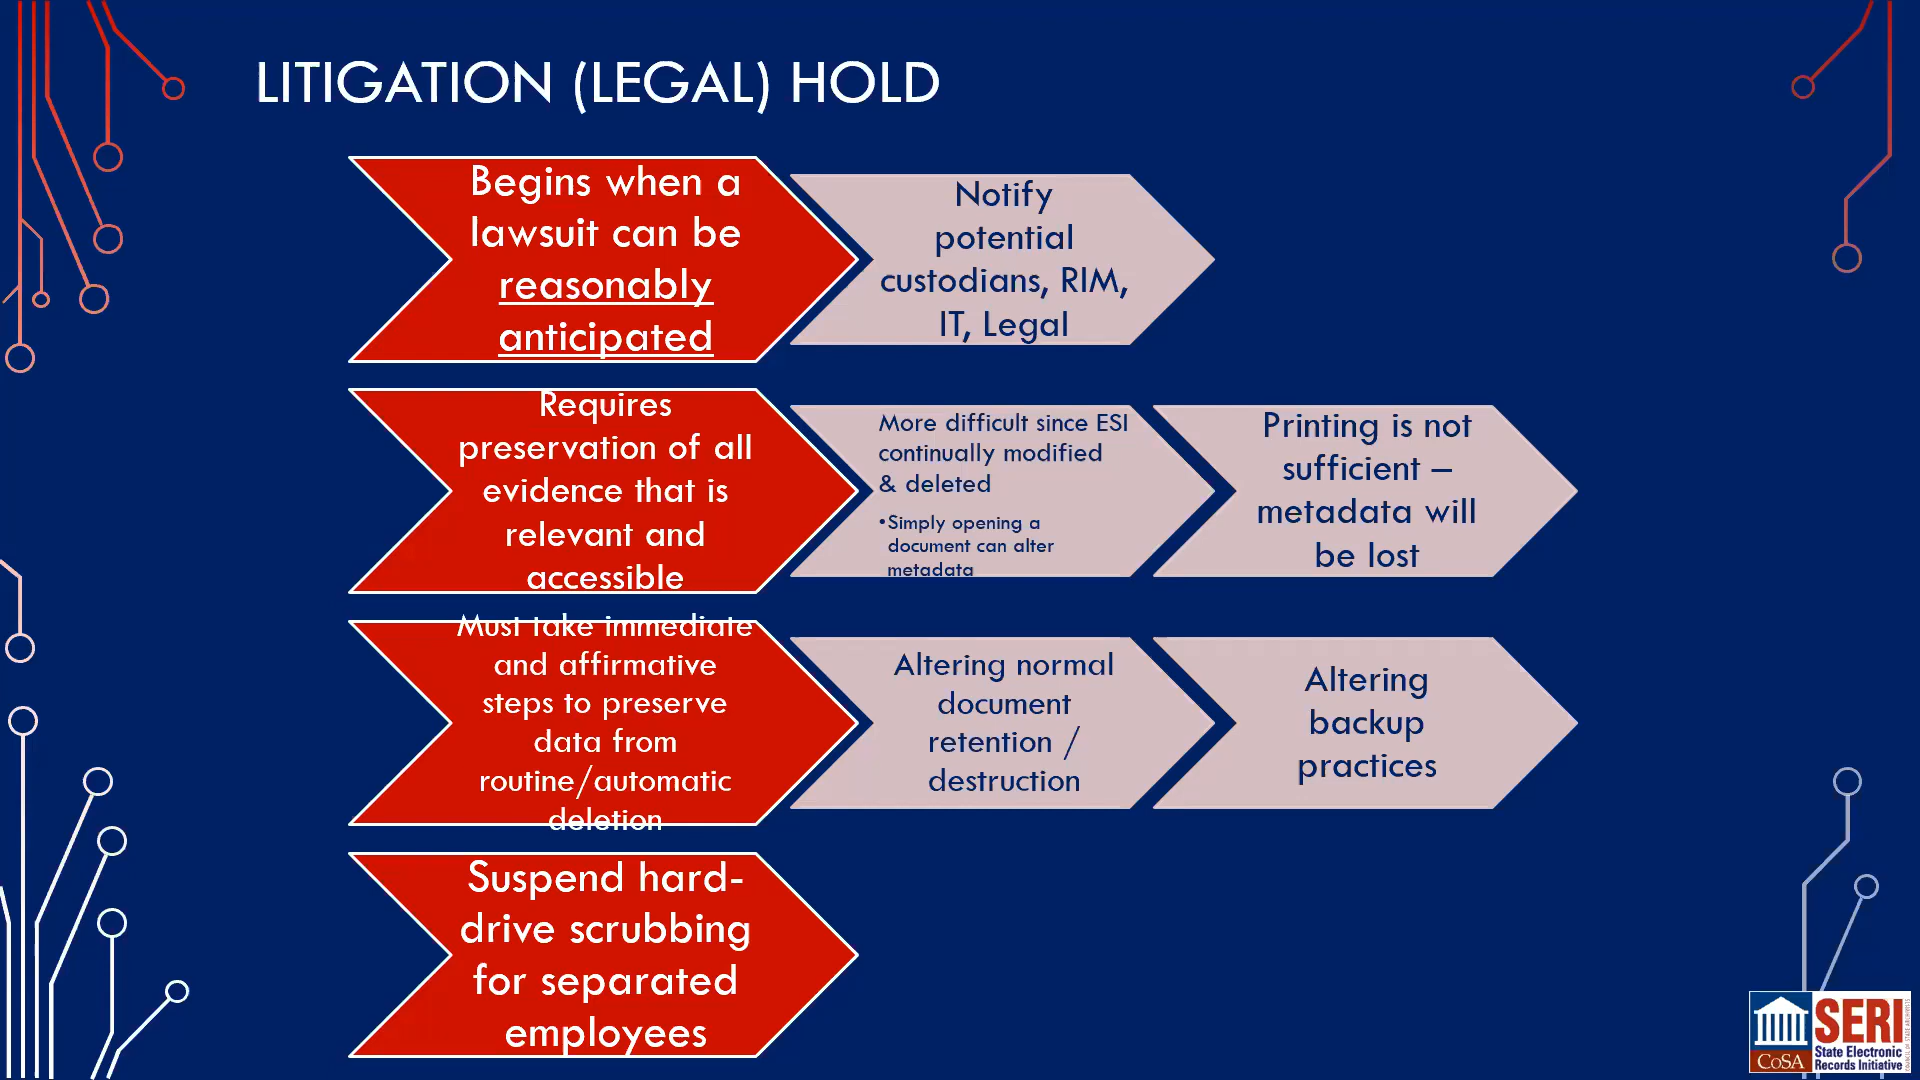 LITIGATION (LEGAL) HOLD
Begins when a
lawsuit can be
reasonably
anticipated
Notify
potential
custodians, RIM,
IT, Legal
Requires
preservation of all
evidence that is
relevant and
accessible
More difficult since ESI
continually modified
& deleted
•Simply opening a
document can alter
metadata
Printing is not
sufficient –
metadata will
be lost
Must take immediate
and affirmative
steps to preserve
data from
routine/automatic
deletion
Altering normal
document
retention /
destruction
Altering
backup
practices
Suspend hard-
drive scrubbing
for separated
employees
CoSA
SERI
State Electronic
Records Initiative